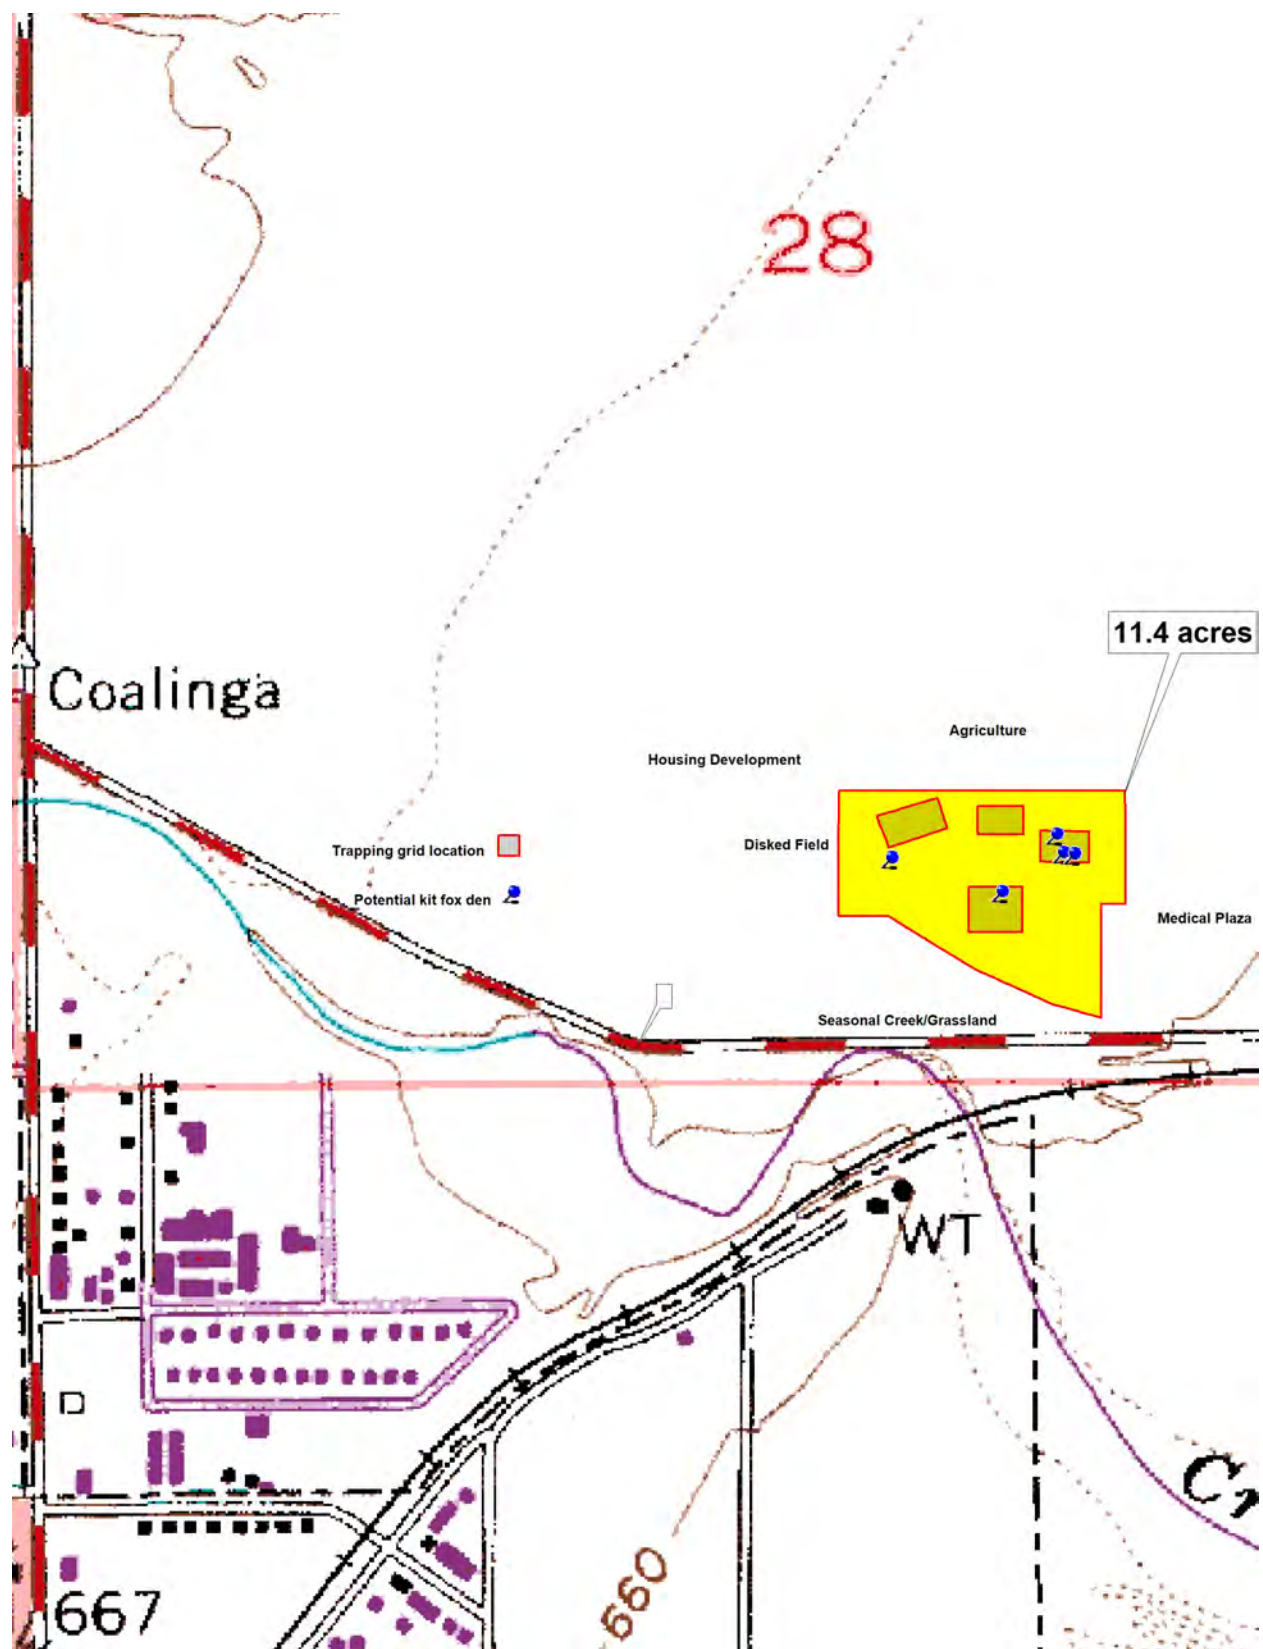 28
11.4 acres
Coalinga
Agriculture
Housing Development
Disked Field
Trapping grid location
Potential kit fox den
Medical Plaza
Seasonal Creek/Grassland
WT
D
Cr
660
667